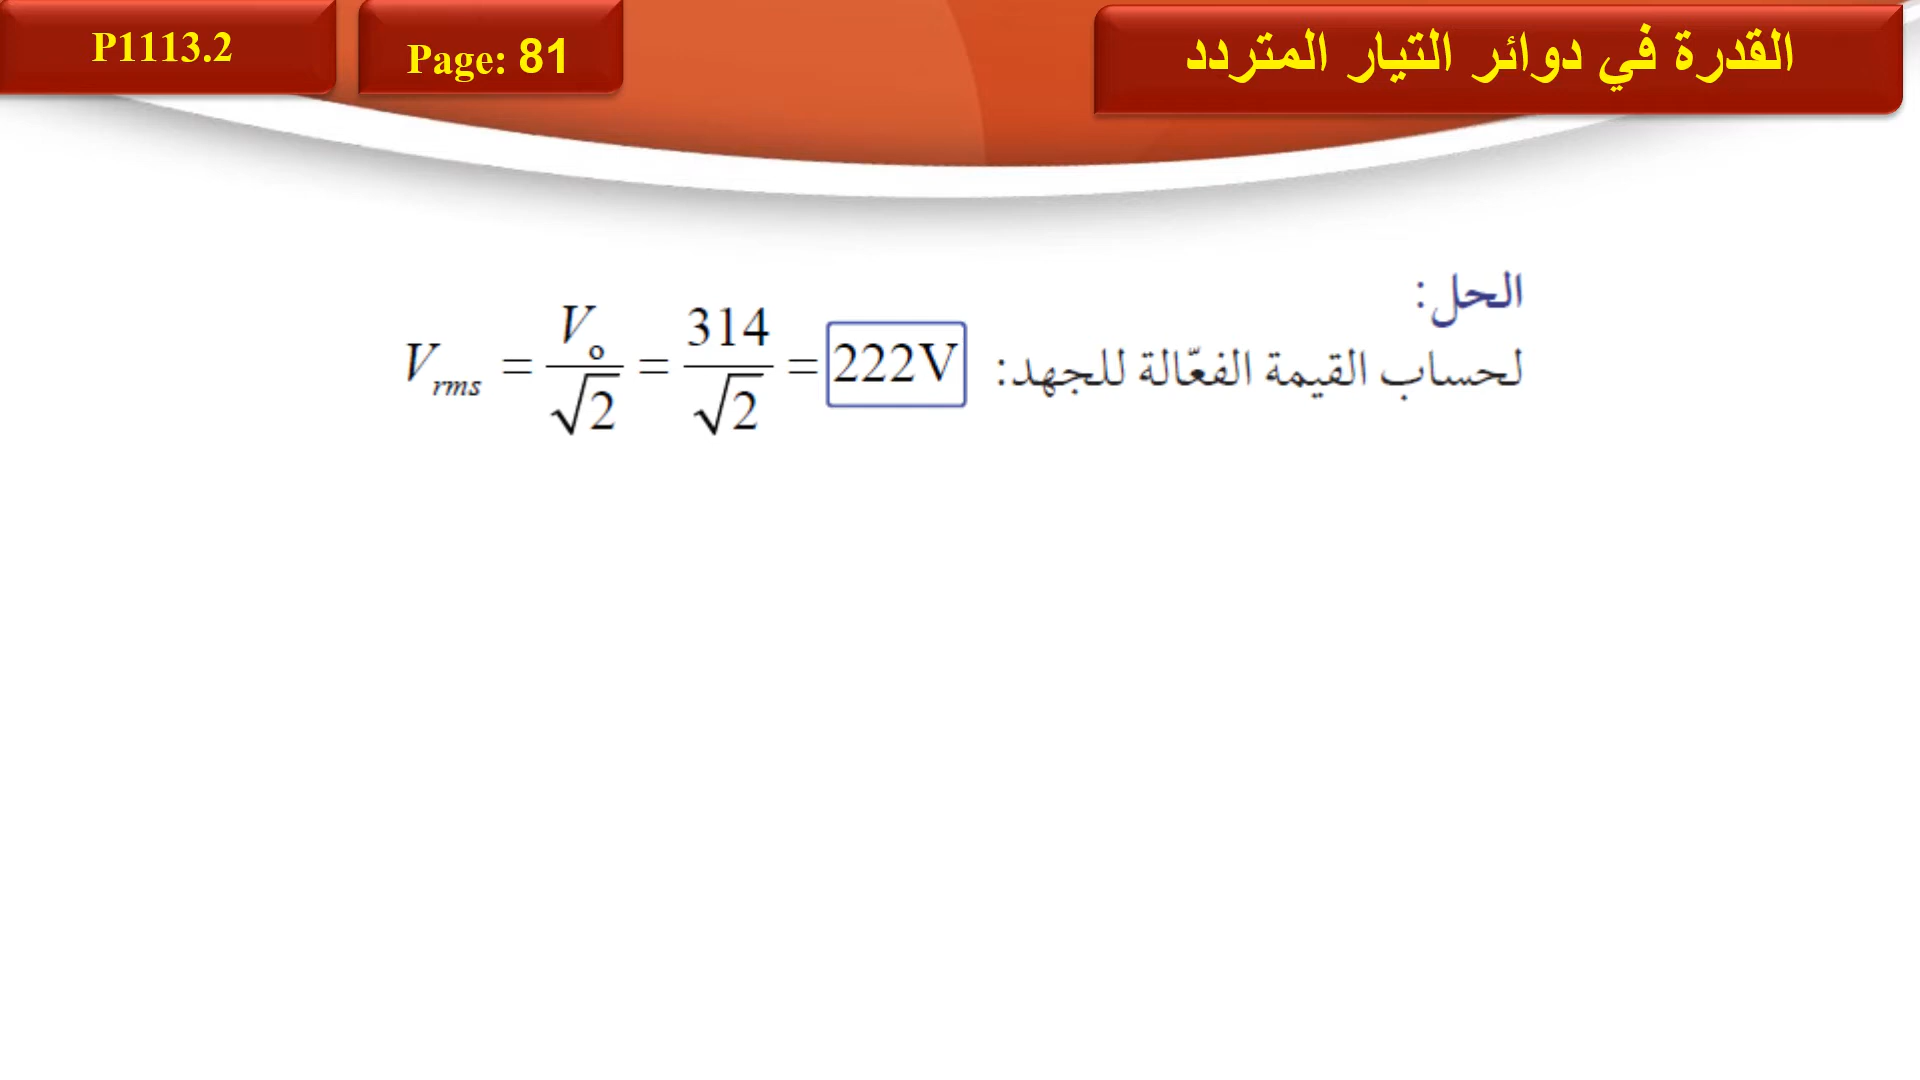 P1113.2
Page: 81
القدرة في دوائر التيار المتردد
الحل:
لحساب القيمة الفعّالة للجهد: V_rms = V_o/√2 = 314/√2 = 222V